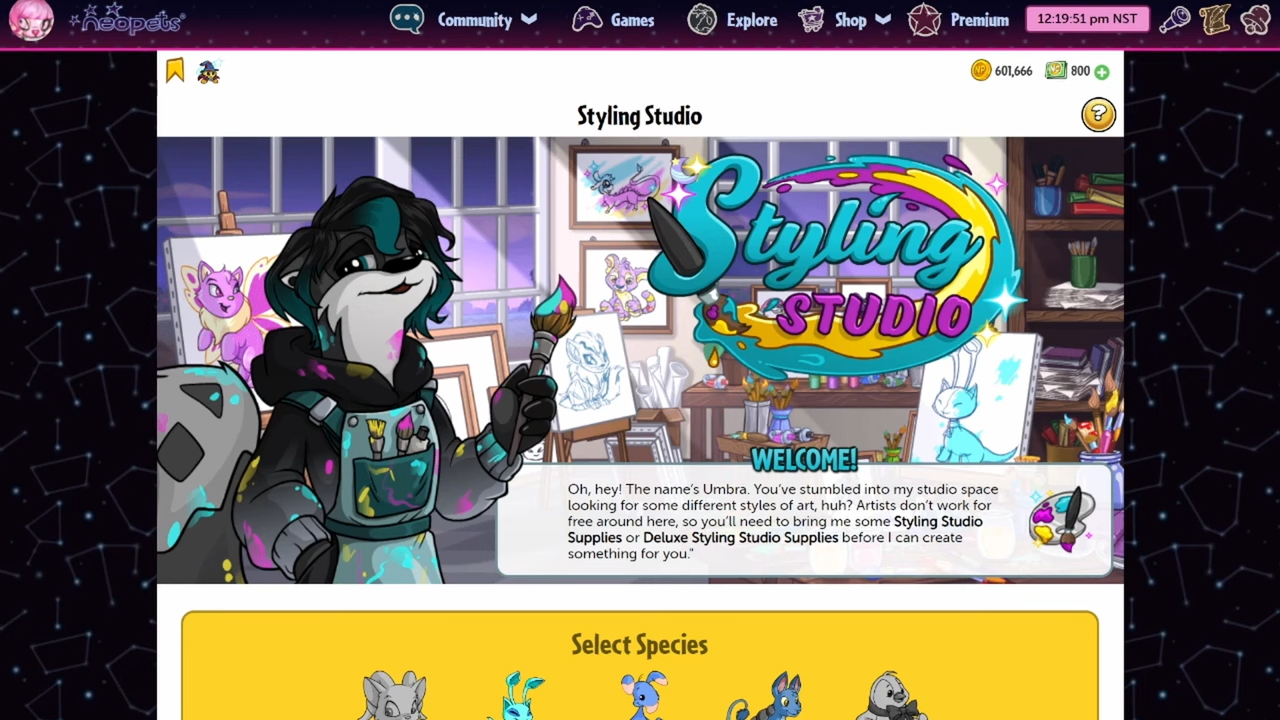 neopets
Community
Games
Explore
Shop
Premium
12:19:51 pm NST
601,666
800
Styling Studio
?
Styling
STUDIO
WELCOME!
Oh, hey! The name's Umbra. You've stumbled into my studio space
looking for some different styles of art, huh? Artists don't work for
free around here, so you'll need to bring me some Styling Studio
Supplies or Deluxe Styling Studio Supplies before I can create
something for you."
Select Species